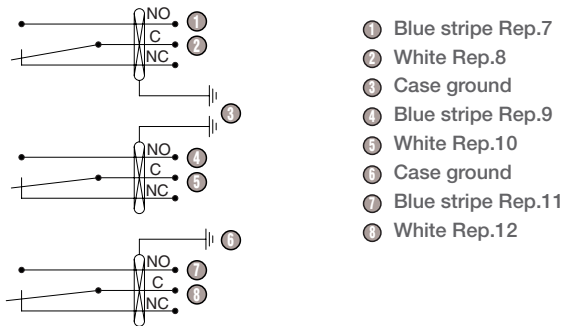 NO 1
C 2
NC
3
NO 4
C 5
NC
6
NO 7
C 8
NC
1 Blue stripe Rep.7
2 White Rep.8
3 Case ground
4 Blue stripe Rep.9
5 White Rep.10
6 Case ground
7 Blue stripe Rep.11
8 White Rep.12